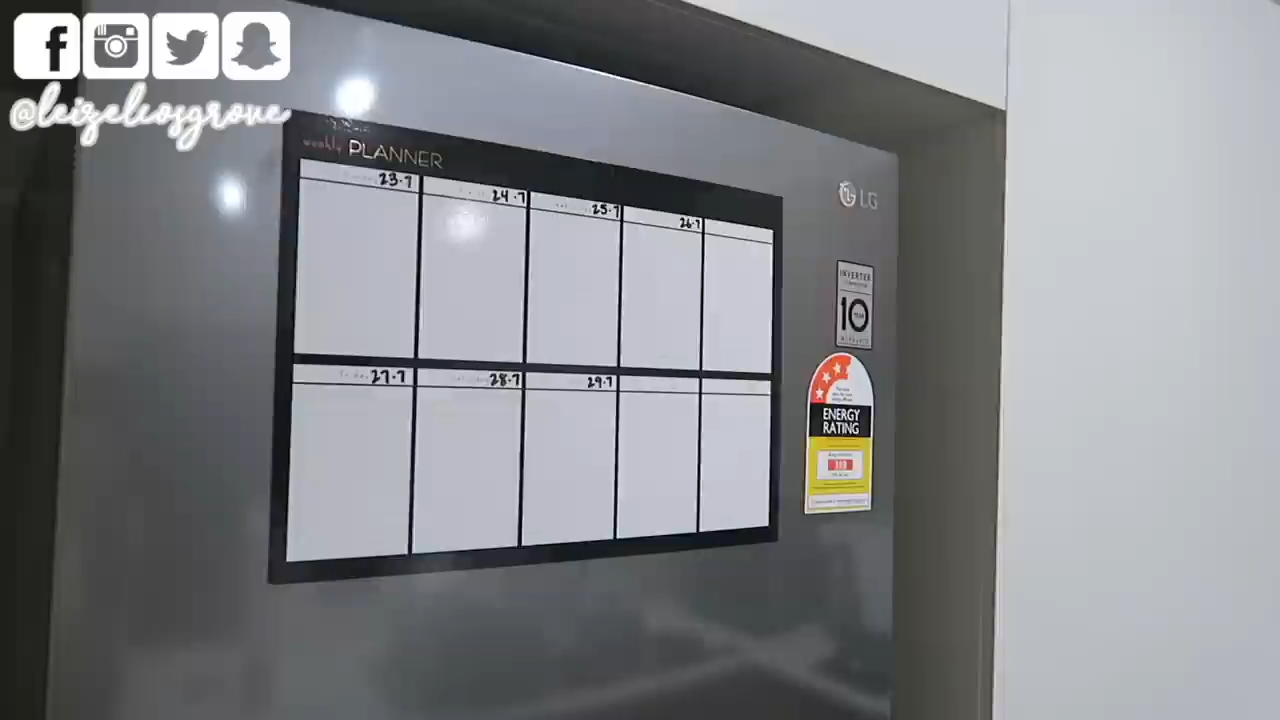 @leizelcosgrove
weekly PLANNER
23.7
24.7
25.7
26.7
27.7
28.7
29.7
LG
INVERTER
10
YEAR
ENERGY
RATING